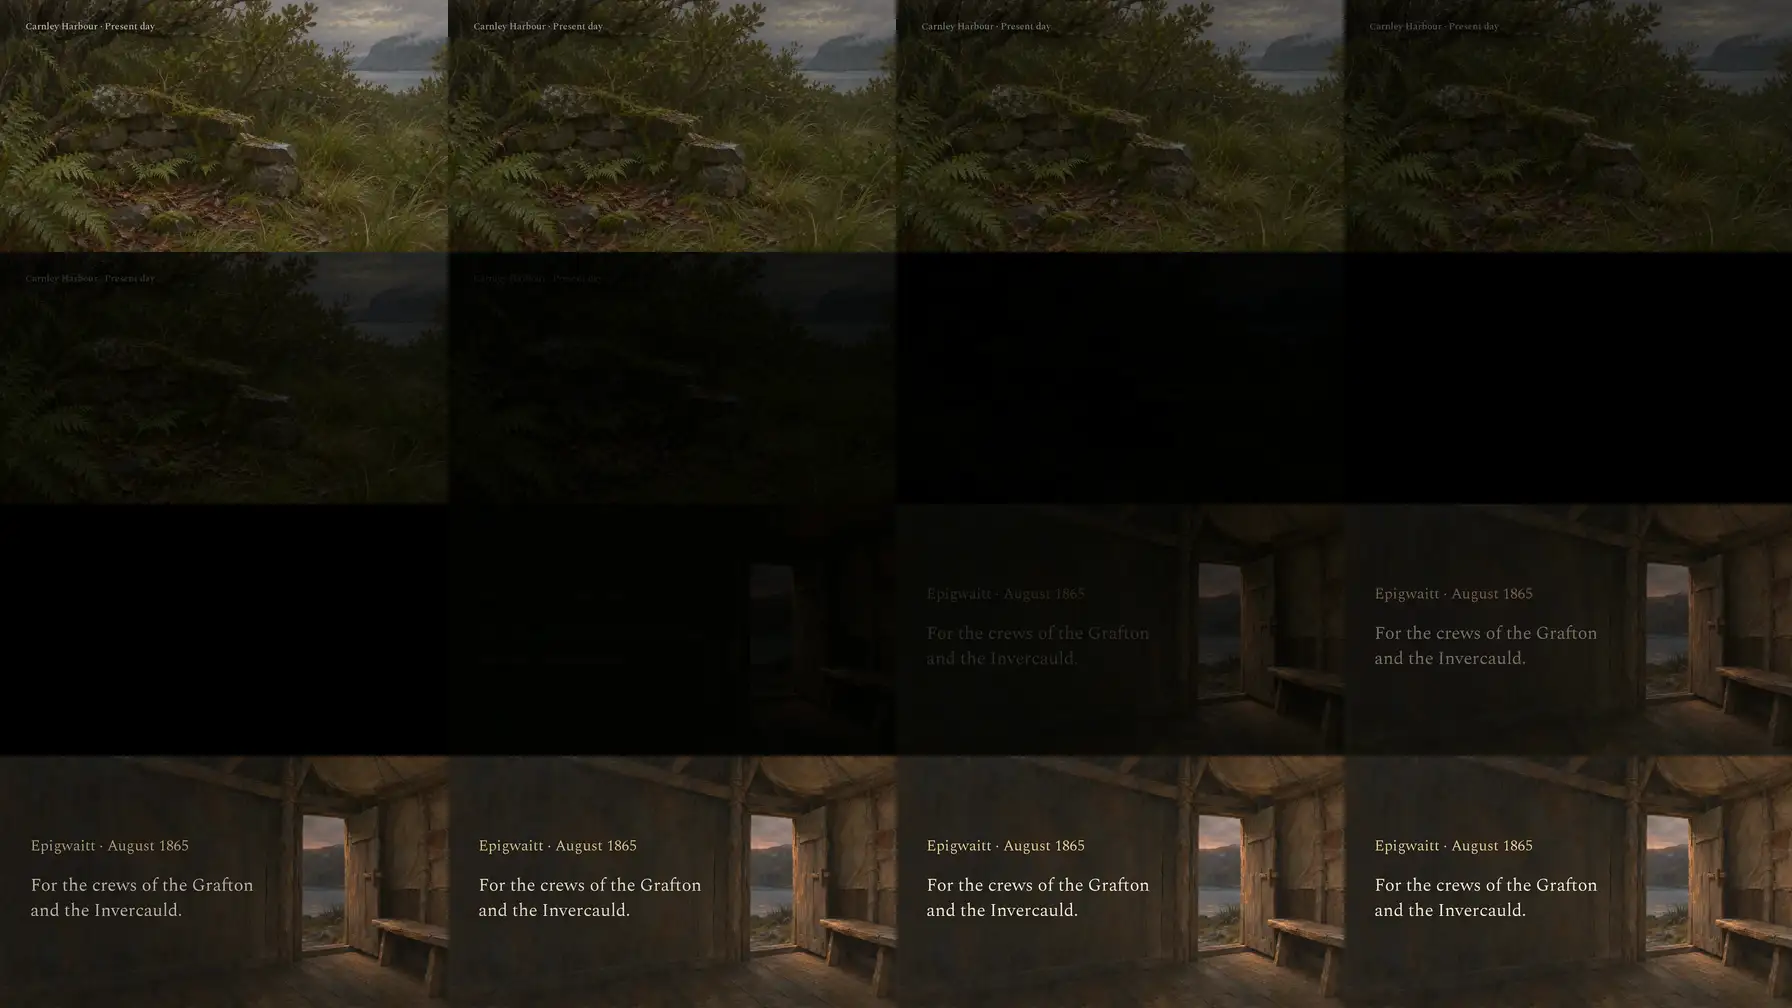 Carnley Harbour · Present day
Carnley Harbour · Present day
Carnley Harbour · Present day
Carnley Harbour · Present day
Carnley Harbour · Present day
Carnley Harbour · Present day
Epigwaitt · August 1865
For the crews of the Grafton
and the Invercauld.
Epigwaitt · August 1865
For the crews of the Grafton
and the Invercauld.
Epigwaitt · August 1865
For the crews of the Grafton
and the Invercauld.
Epigwaitt · August 1865
For the crews of the Grafton
and the Invercauld.
Epigwaitt · August 1865
For the crews of the Grafton
and the Invercauld.
Epigwaitt · August 1865
For the crews of the Grafton
and the Invercauld.